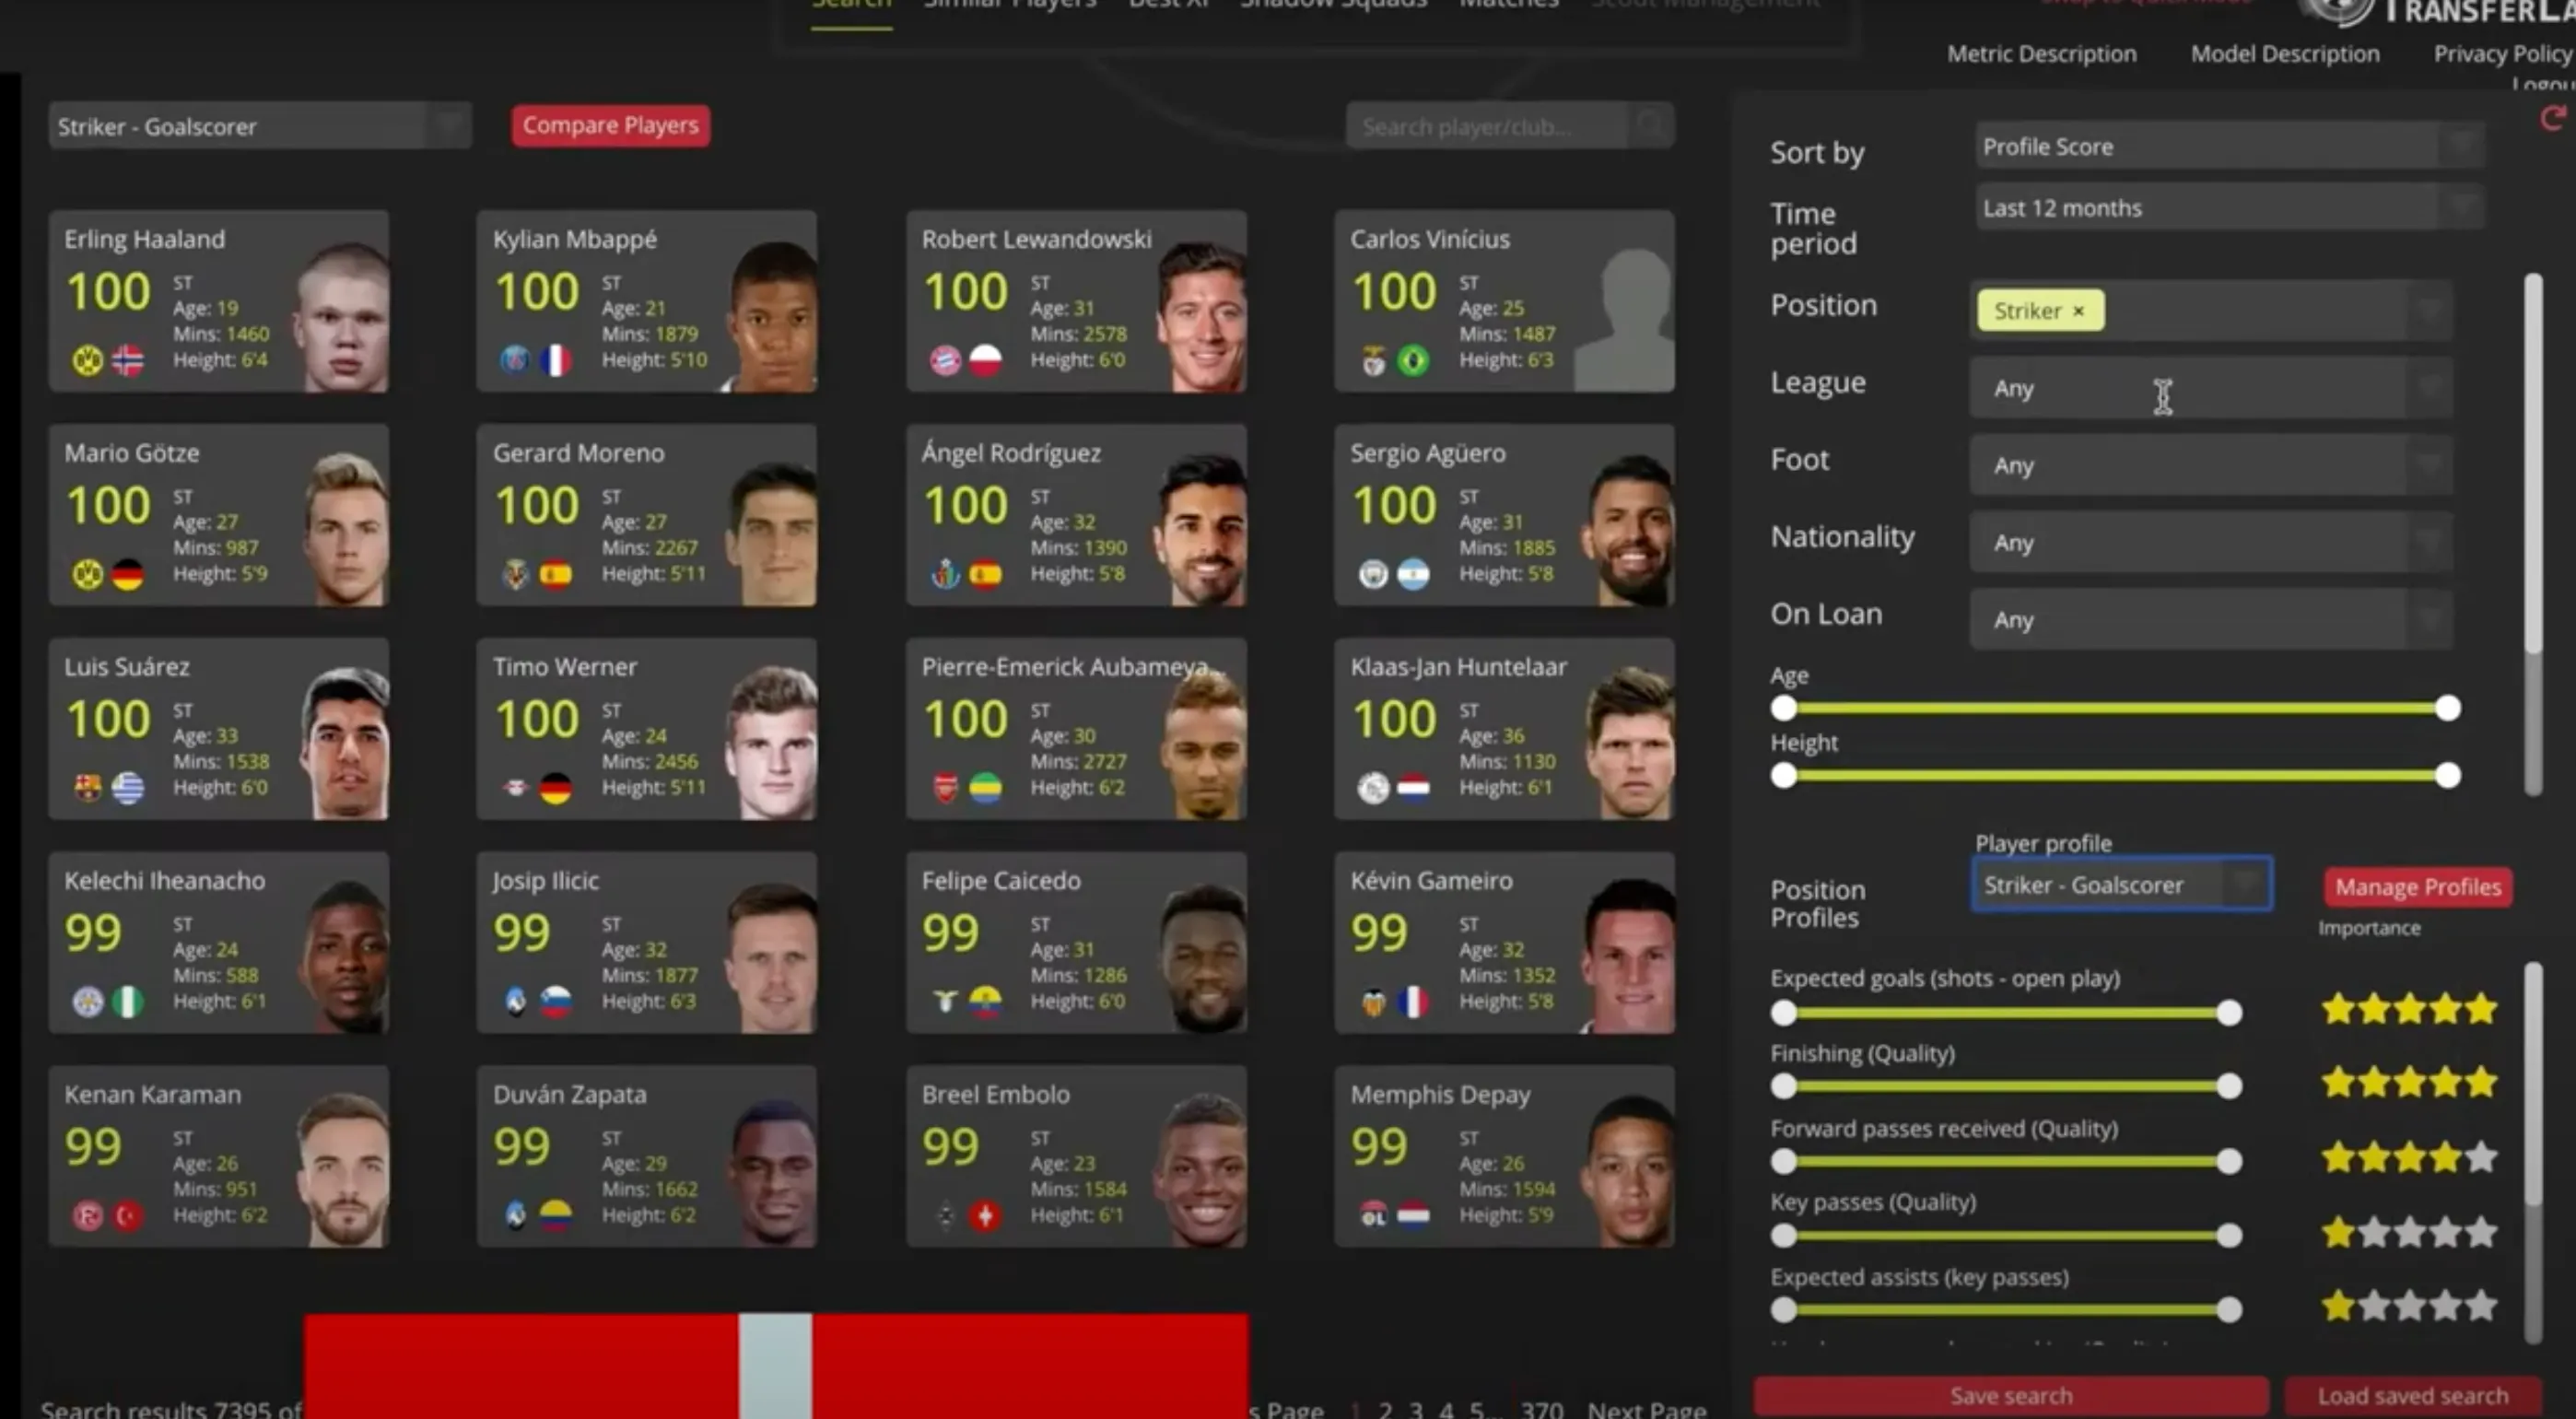 Search Similar Players Best XI Shadow Squads Matches Scout Management
Metric Description Model Description Privacy Policy
Logou
Striker - Goalscorer Compare Players Search player/club...
Erling Haaland
100
ST
Age: 19
Mins: 1460
Height: 6'4
Kylian Mbappé
100
ST
Age: 21
Mins: 1879
Height: 5'10
Robert Lewandowski
100
ST
Age: 31
Mins: 2578
Height: 6'0
Carlos Vinícius
100
ST
Age: 25
Mins: 1487
Height: 6'3
Mario Götze
100
ST
Age: 27
Mins: 987
Height: 5'9
Gerard Moreno
100
ST
Age: 27
Mins: 2267
Height: 5'11
Ángel Rodríguez
100
ST
Age: 32
Mins: 1390
Height: 5'8
Sergio Agüero
100
ST
Age: 31
Mins: 1885
Height: 5'8
Luis Suárez
100
ST
Age: 33
Mins: 1538
Height: 6'0
Timo Werner
100
ST
Age: 24
Mins: 2456
Height: 5'11
Pierre-Emerick Aubameya...
100
ST
Age: 30
Mins: 2727
Height: 6'2
Klaas-Jan Huntelaar
100
ST
Age: 36
Mins: 1130
Height: 6'1
Kelechi Iheanacho
99
ST
Age: 24
Mins: 588
Height: 6'1
Josip Ilicic
99
ST
Age: 32
Mins: 1877
Height: 6'3
Felipe Caicedo
99
ST
Age: 31
Mins: 1286
Height: 6'0
Kévin Gameiro
99
ST
Age: 32
Mins: 1352
Height: 5'8
Kenan Karaman
99
ST
Age: 26
Mins: 951
Height: 6'2
Duván Zapata
99
ST
Age: 29
Mins: 1662
Height: 6'2
Breel Embolo
99
ST
Age: 23
Mins: 1584
Height: 6'1
Memphis Depay
99
ST
Age: 26
Mins: 1594
Height: 5'9
Search results 7395 of
s Page 1 2 3 4 5... 370 Next Page
TRANSFERLA
Sort by Profile Score
Time period Last 12 months
Position Striker ×
League Any
Foot Any
Nationality Any
On Loan Any
Age
Height
Player profile
Position Profiles Striker - Goalscorer Manage Profiles
Importance
Expected goals (shots - open play)
Finishing (Quality)
Forward passes received (Quality)
Key passes (Quality)
Expected assists (key passes)
Save search Load saved search